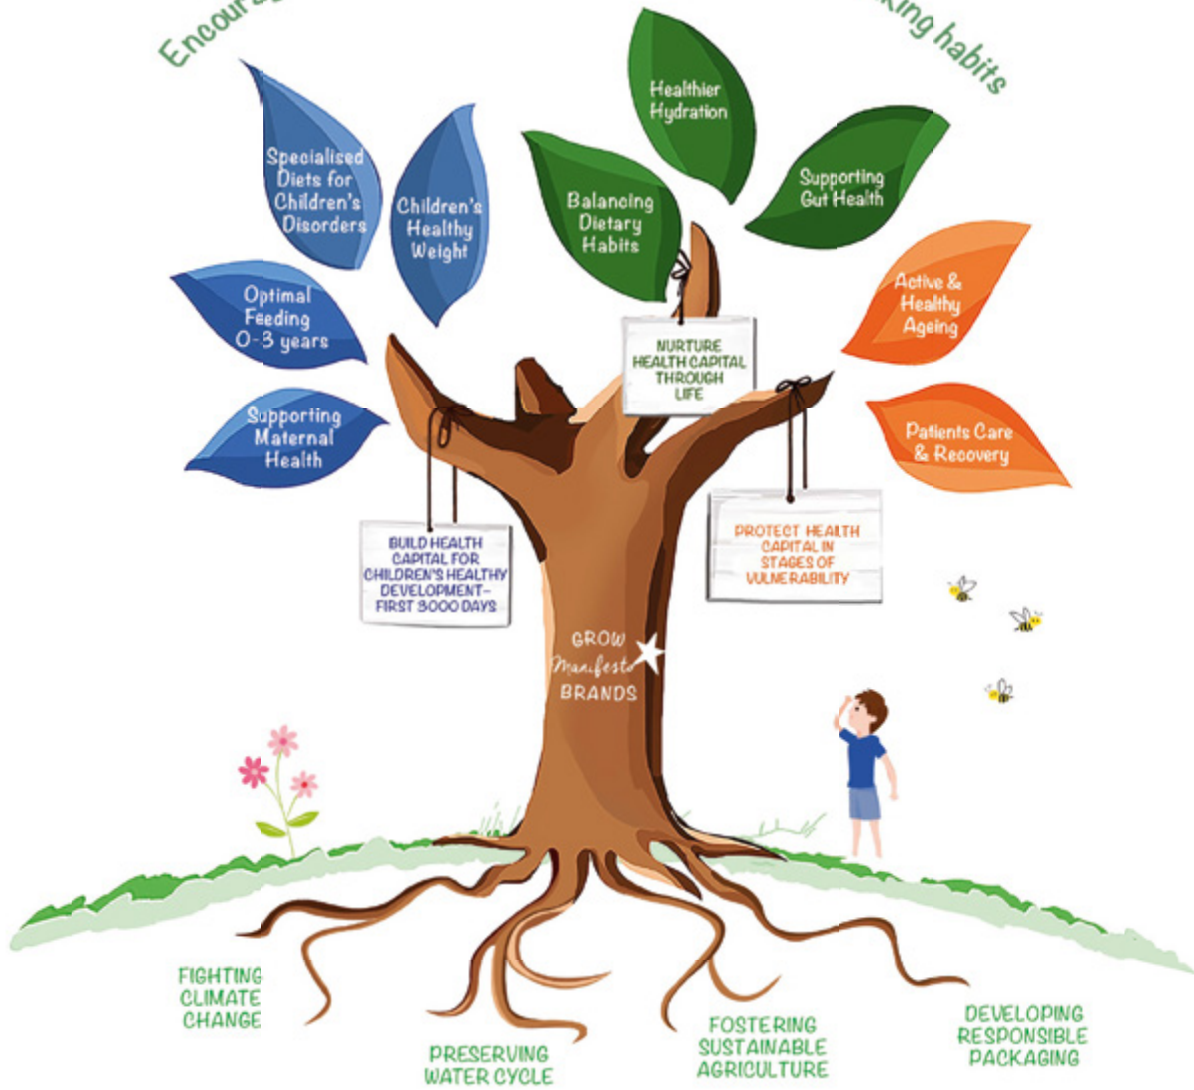 king habits
Healthier
Hydration
Specialised
Diets for
Children's
Disorders
Children's
Healthy
Weight
Balancing
Dietary
Habits
Supporting
Gut Health
Optimal
Feeding
0-3 years
Active &
Healthy
Ageing
Supporting
Maternal
Health
Patients Care
& Recovery
NURTURE
HEALTH CAPITAL
THROUGH
LIFE
BUILD HEALTH
CAPITAL FOR
CHILDREN'S HEALTHY
DEVELOPMENT-
FIRST 3000 DAYS
PROTECT HEALTH
CAPITAL IN
STAGES OF
VULNERABILITY
GROW
Manifesto
BRANDS
FIGHTING
CLIMATE
CHANGE
PRESERVING
WATER CYCLE
FOSTERING
SUSTAINABLE
AGRICULTURE
DEVELOPING
RESPONSIBLE
PACKAGING